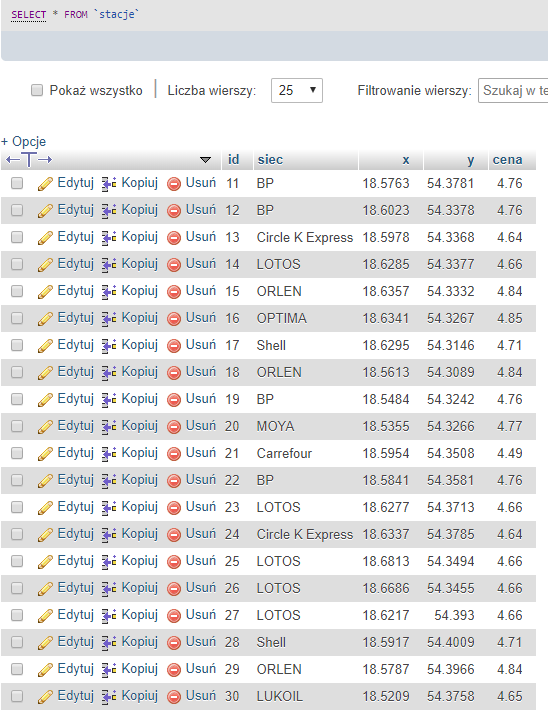 SELECT * FROM `stacje`
Pokaż wszystko Liczba wierszy: 25 Filtrowanie wierszy: Szukaj w te
+ Opcje
←T→ id siec x y cena
Edytuj Kopiuj Usuń 11 BP 18.5763 54.3781 4.76
Edytuj Kopiuj Usuń 12 BP 18.6023 54.3378 4.76
Edytuj Kopiuj Usuń 13 Circle K Express 18.5978 54.3368 4.64
Edytuj Kopiuj Usuń 14 LOTOS 18.6285 54.3377 4.66
Edytuj Kopiuj Usuń 15 ORLEN 18.6357 54.3332 4.84
Edytuj Kopiuj Usuń 16 OPTIMA 18.6341 54.3267 4.85
Edytuj Kopiuj Usuń 17 Shell 18.6295 54.3146 4.71
Edytuj Kopiuj Usuń 18 ORLEN 18.5613 54.3089 4.84
Edytuj Kopiuj Usuń 19 BP 18.5484 54.3242 4.76
Edytuj Kopiuj Usuń 20 MOYA 18.5355 54.3266 4.77
Edytuj Kopiuj Usuń 21 Carrefour 18.5954 54.3508 4.49
Edytuj Kopiuj Usuń 22 BP 18.5841 54.3581 4.76
Edytuj Kopiuj Usuń 23 LOTOS 18.6277 54.3713 4.66
Edytuj Kopiuj Usuń 24 Circle K Express 18.6337 54.3785 4.64
Edytuj Kopiuj Usuń 25 LOTOS 18.6813 54.3494 4.66
Edytuj Kopiuj Usuń 26 LOTOS 18.6686 54.3455 4.66
Edytuj Kopiuj Usuń 27 LOTOS 18.6217 54.393 4.66
Edytuj Kopiuj Usuń 28 Shell 18.5917 54.4009 4.71
Edytuj Kopiuj Usuń 29 ORLEN 18.5787 54.3966 4.84
Edytuj Kopiuj Usuń 30 LUKOIL 18.5209 54.3758 4.65